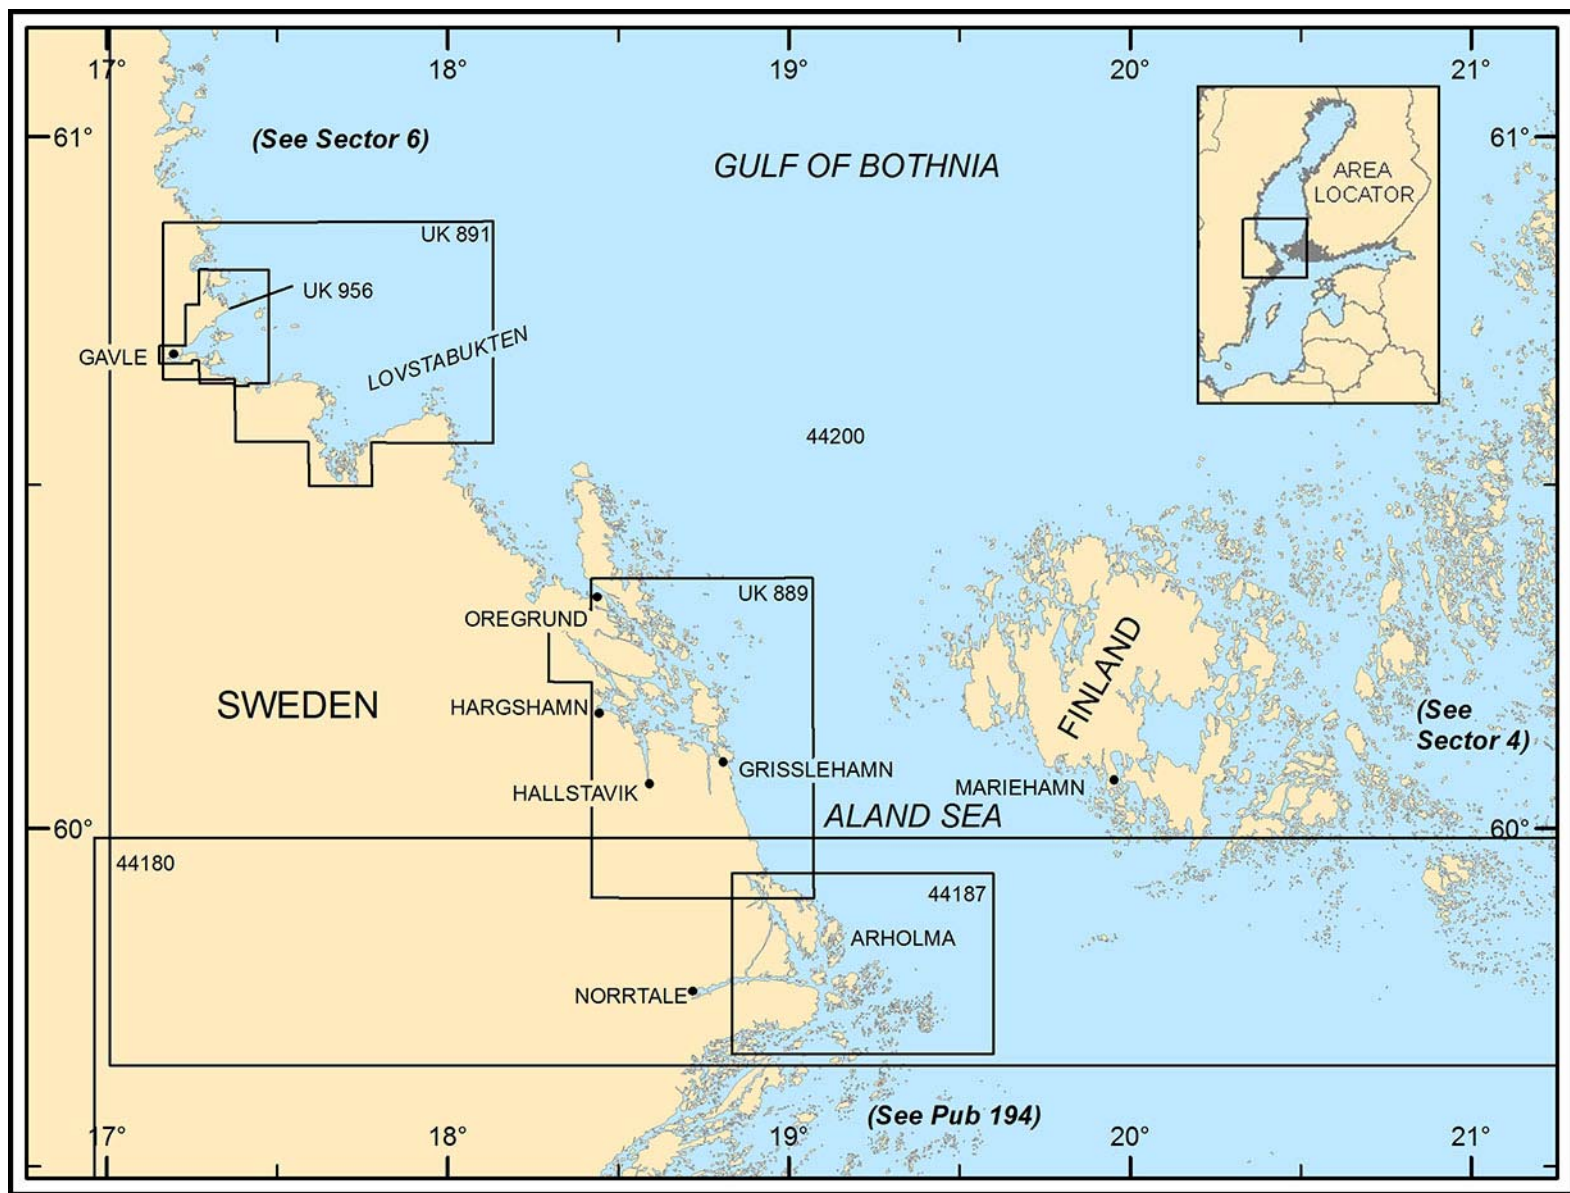 17°
18°
19°
20°
21°
61°
(See Sector 6)
GULF OF BOTHNIA
61°
AREA
LOCATOR
UK 891
UK 956
GAVLE
LOVSTABUKTEN
44200
UK 889
OREGRUND
SWEDEN
HARGSHAMN
FINLAND
(See
Sector 4)
GRISSLEHAMN
HALLSTAVIK
MARIEHAMN
ALAND SEA
60°
60°
44180
44187
ARHOLMA
NORRTALE
(See Pub 194)
17°
18°
19°
20°
21°